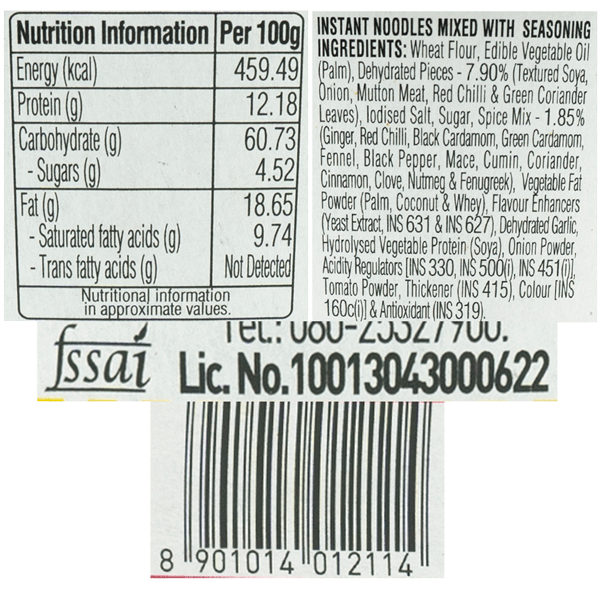 Nutrition Information Per 100g
Energy (kcal) 459.49
Protein (g) 12.18
Carbohydrate (g) 60.73
- Sugars (g) 4.52
Fat (g) 18.65
- Saturated fatty acids (g) 9.74
- Trans fatty acids (g) Not Detected
Nutritional information
in approximate values.
INSTANT NOODLES MIXED WITH SEASONING
INGREDIENTS: Wheat Flour, Edible Vegetable Oil
(Palm), Dehydrated Pieces - 7.90% (Textured Soya,
Onion, Mutton Meat, Red Chilli & Green Coriander
Leaves), Iodised Salt, Sugar, Spice Mix - 1.85%
(Ginger, Red Chilli, Black Cardamom, Green Cardamom,
Fennel, Black Pepper, Mace, Cumin, Coriander,
Cinnamon, Clove, Nutmeg & Fenugreek), Vegetable Fat
Powder (Palm, Coconut & Whey), Flavour Enhancers
(Yeast Extract, INS 631 & INS 627), Dehydrated Garlic,
Hydrolysed Vegetable Protein (Soya), Onion Powder,
Acidity Regulators [INS 330, INS 500(i), INS 451(i)],
Tomato Powder, Thickener (INS 415), Colour [INS
160c(i)] & Antioxidant (INS 319).
fssai
Lic. No.10013043000622
8 901014 012114